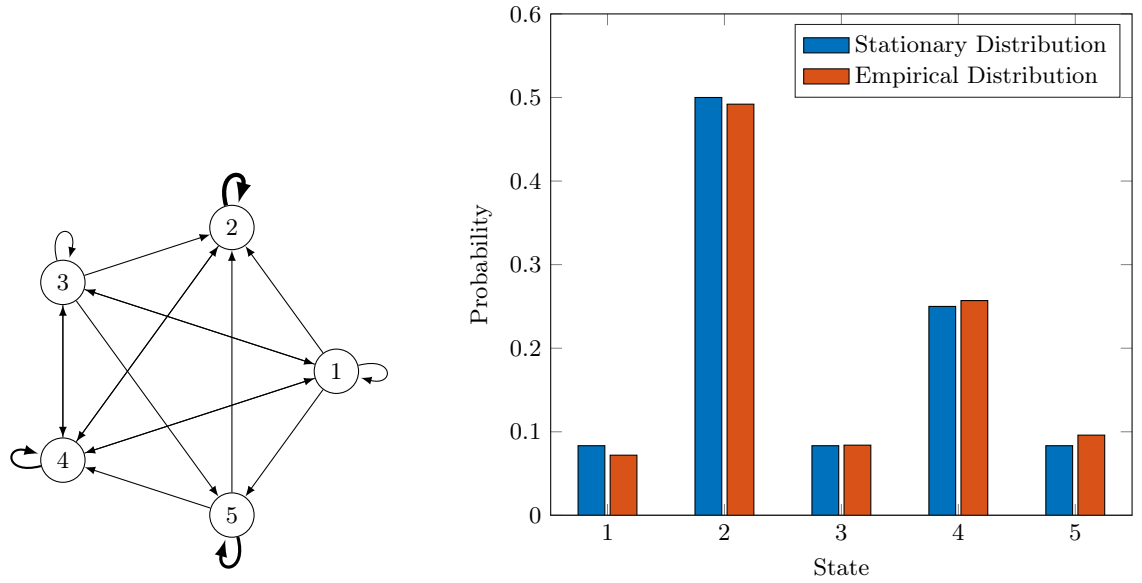 2
3
1
4
5
0.6
0.5
0.4
0.3
0.2
0.1
0
Probability
Stationary Distribution
Empirical Distribution
1 2 3 4 5
State